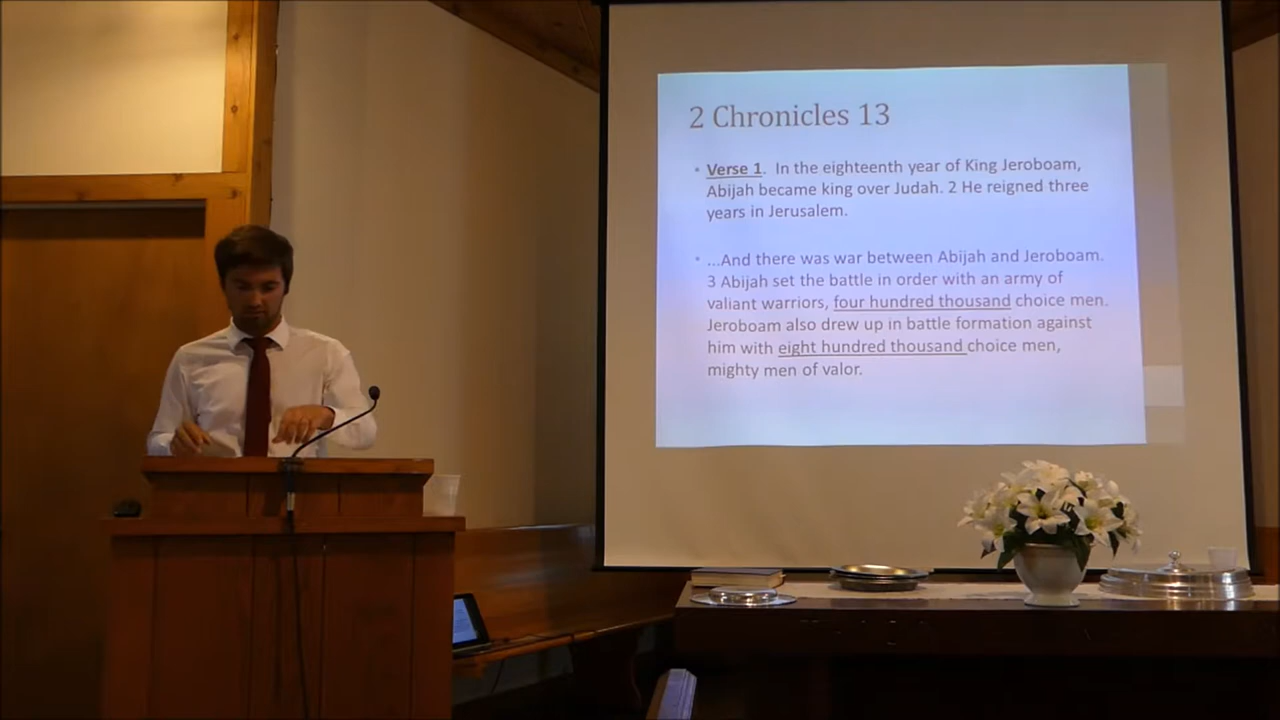 2 Chronicles 13
• Verse 1. In the eighteenth year of King Jeroboam,
Abijah became king over Judah. 2 He reigned three
years in Jerusalem.
• ...And there was war between Abijah and Jeroboam.
3 Abijah set the battle in order with an army of
valiant warriors, four hundred thousand choice men.
Jeroboam also drew up in battle formation against
him with eight hundred thousand choice men,
mighty men of valor.